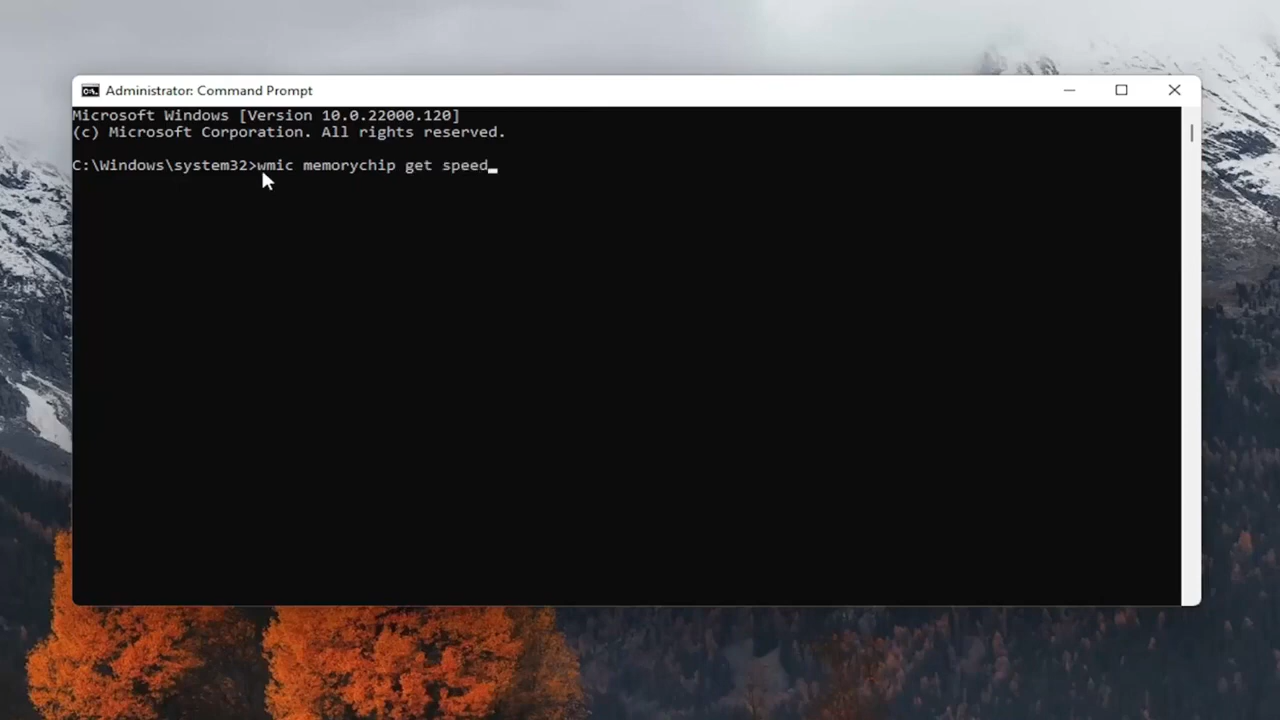 Administrator: Command Prompt
Microsoft Windows [Version 10.0.22000.120]
(c) Microsoft Corporation. All rights reserved.
C:\Windows\system32>wmic memorychip get speed